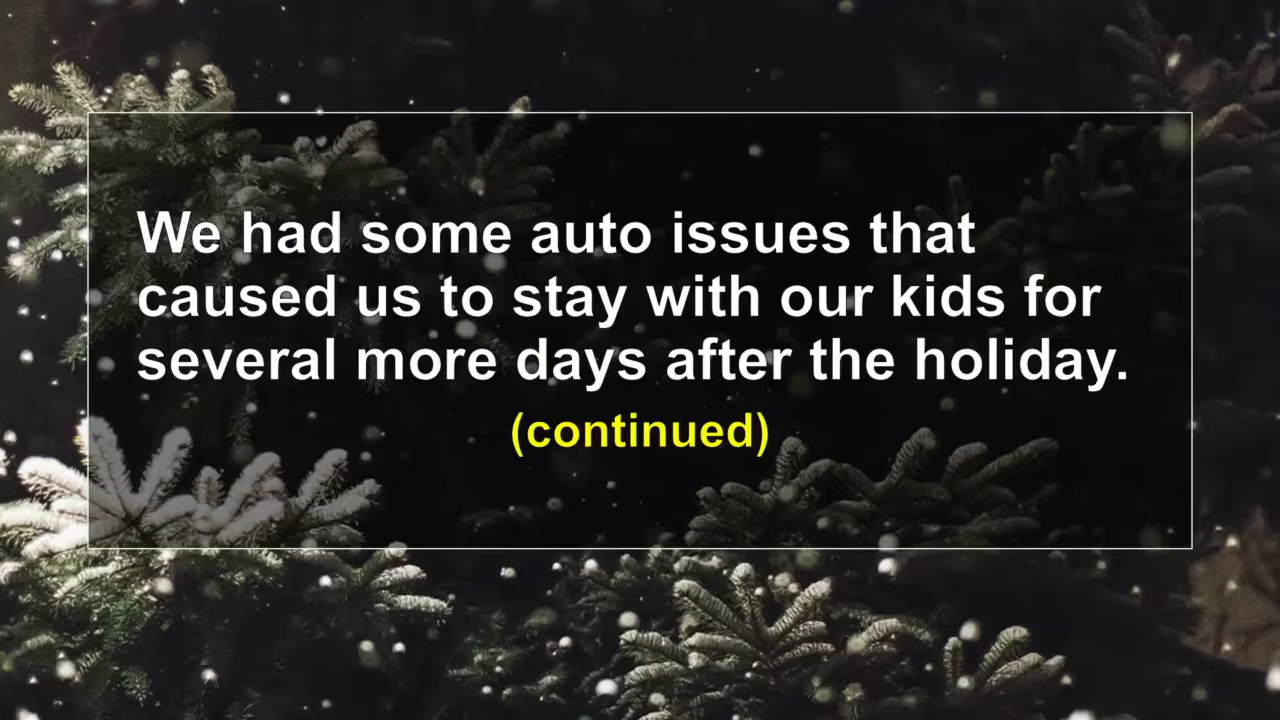 We had some auto issues that
caused us to stay with our kids for
several more days after the holiday.
(continued)